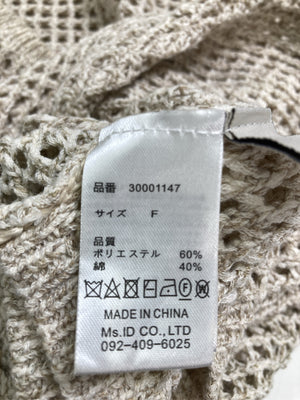 品番 30001147
サイズ F
品質
ポリエステル 60%
綿 40%
MADE IN CHINA
Ms.ID CO., LTD
092-409-6025